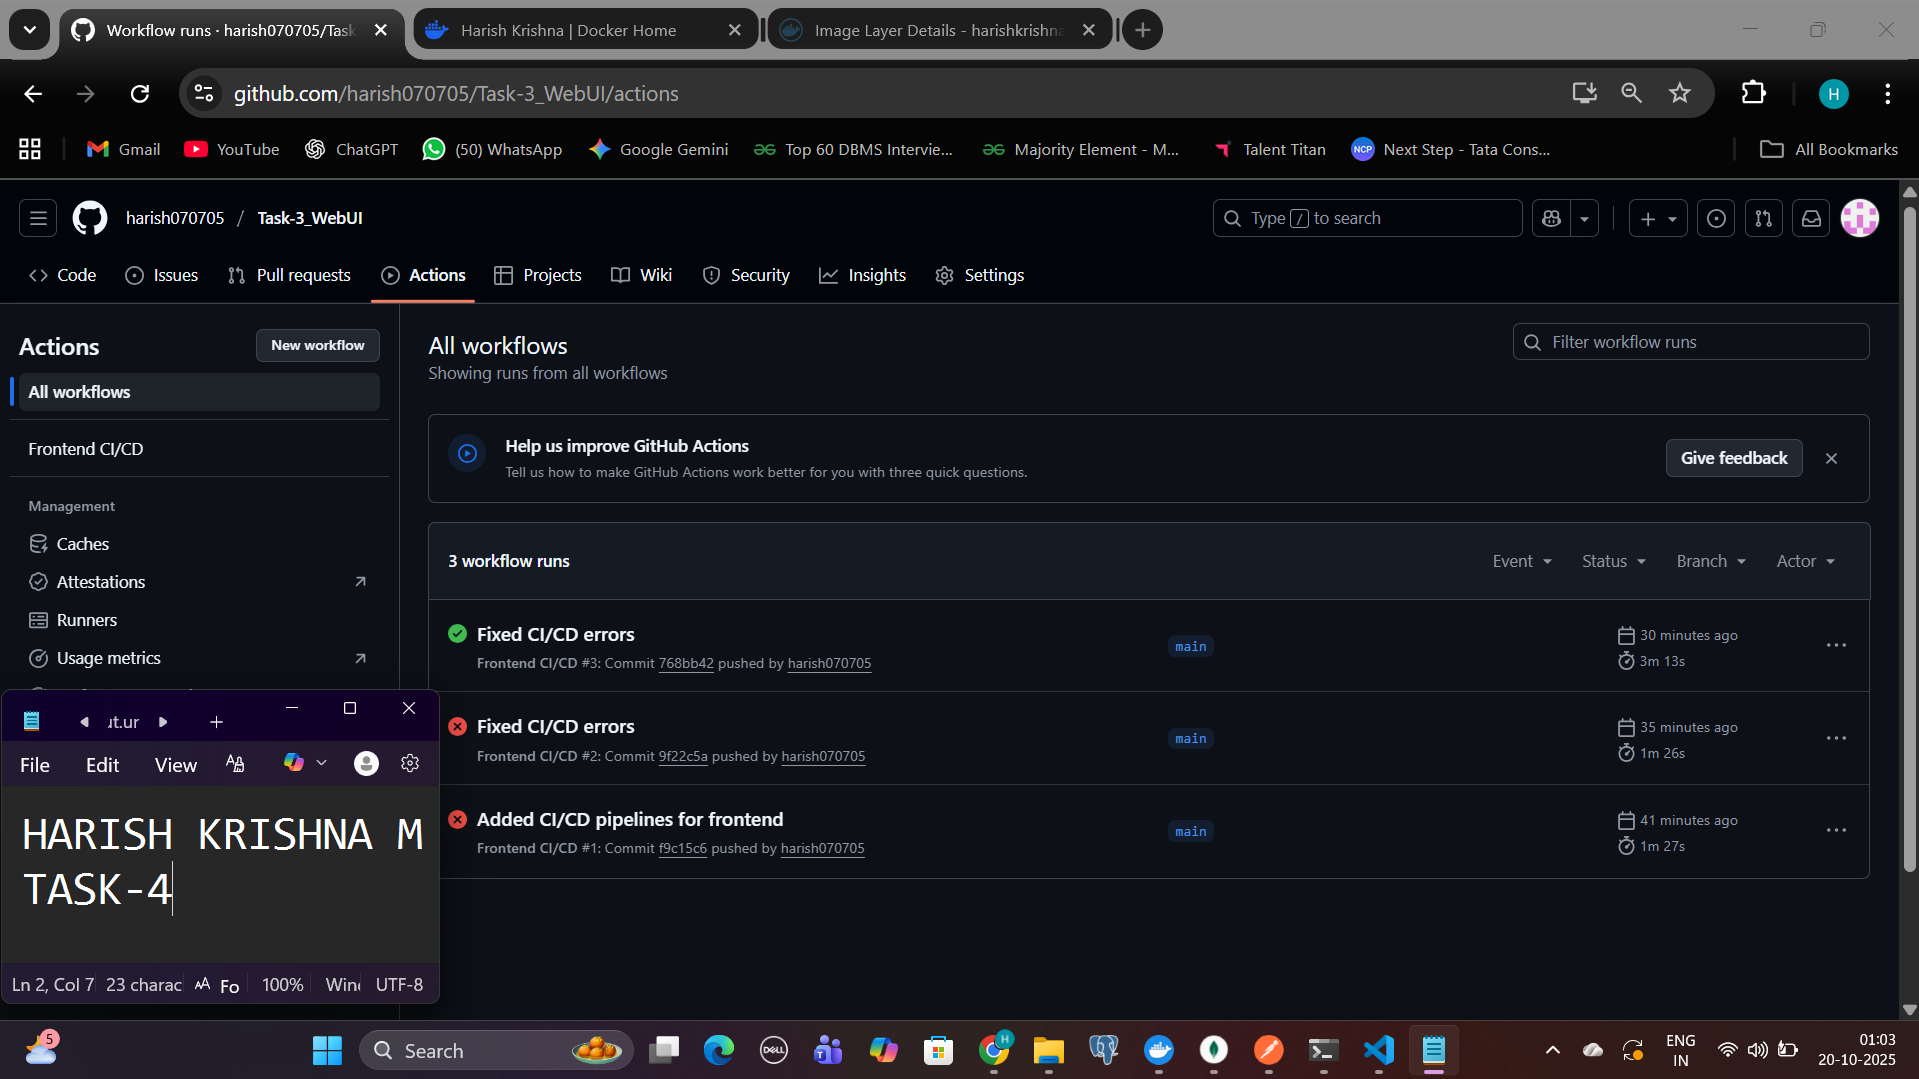 Workflow runs · harish070705/Task
Harish Krishna | Docker Home
Image Layer Details - harishkrishna
github.com/harish070705/Task-3_WebUI/actions
H
Gmail
YouTube
ChatGPT
(50) WhatsApp
Google Gemini
Top 60 DBMS Intervie...
Majority Element - M...
Talent Titan
NCP
Next Step - Tata Cons...
All Bookmarks
harish070705 / Task-3_WebUI
Type / to search
Code
Issues
Pull requests
Actions
Projects
Wiki
Security
Insights
Settings
Actions
New workflow
All workflows
Frontend CI/CD
Management
Caches
Attestations
Runners
Usage metrics
All workflows
Showing runs from all workflows
Filter workflow runs
Help us improve GitHub Actions
Tell us how to make GitHub Actions work better for you with three quick questions.
Give feedback
3 workflow runs
Event
Status
Branch
Actor
Fixed CI/CD errors
Frontend CI/CD #3: Commit 768bb42 pushed by harish070705
main
30 minutes ago
3m 13s
Fixed CI/CD errors
Frontend CI/CD #2: Commit 9f22c5a pushed by harish070705
main
35 minutes ago
1m 26s
Added CI/CD pipelines for frontend
Frontend CI/CD #1: Commit f9c15c6 pushed by harish070705
main
41 minutes ago
1m 27s
File
Edit
View
HARISH KRISHNA M
TASK-4
Ln 2, Col 7
23 charac
Fo
100%
UTF-8
5
Search
DELL
H
ENG
IN
01:03
20-10-2025